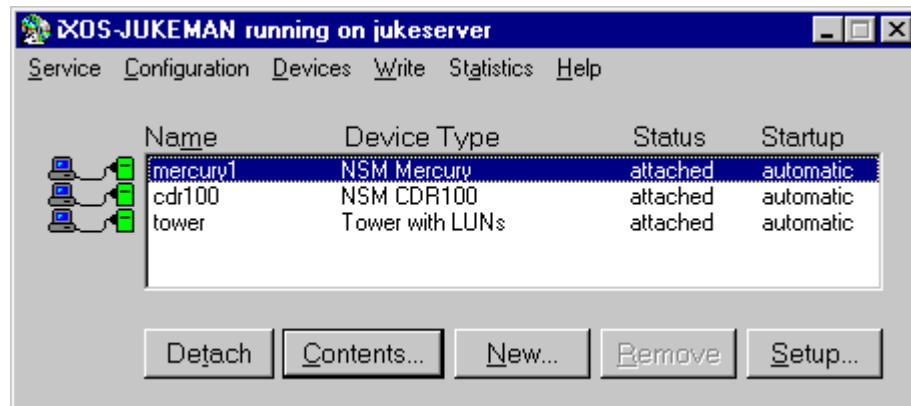 iXOS-JUKEMAN running on jukeserver
Service Configuration Devices Write Statistics Help
Name Device Type Status Startup
mercury1 NSM Mercury attached automatic
cdr100 NSM CDR100 attached automatic
tower Tower with LUNs attached automatic
Detach Contents... New... Remove Setup...